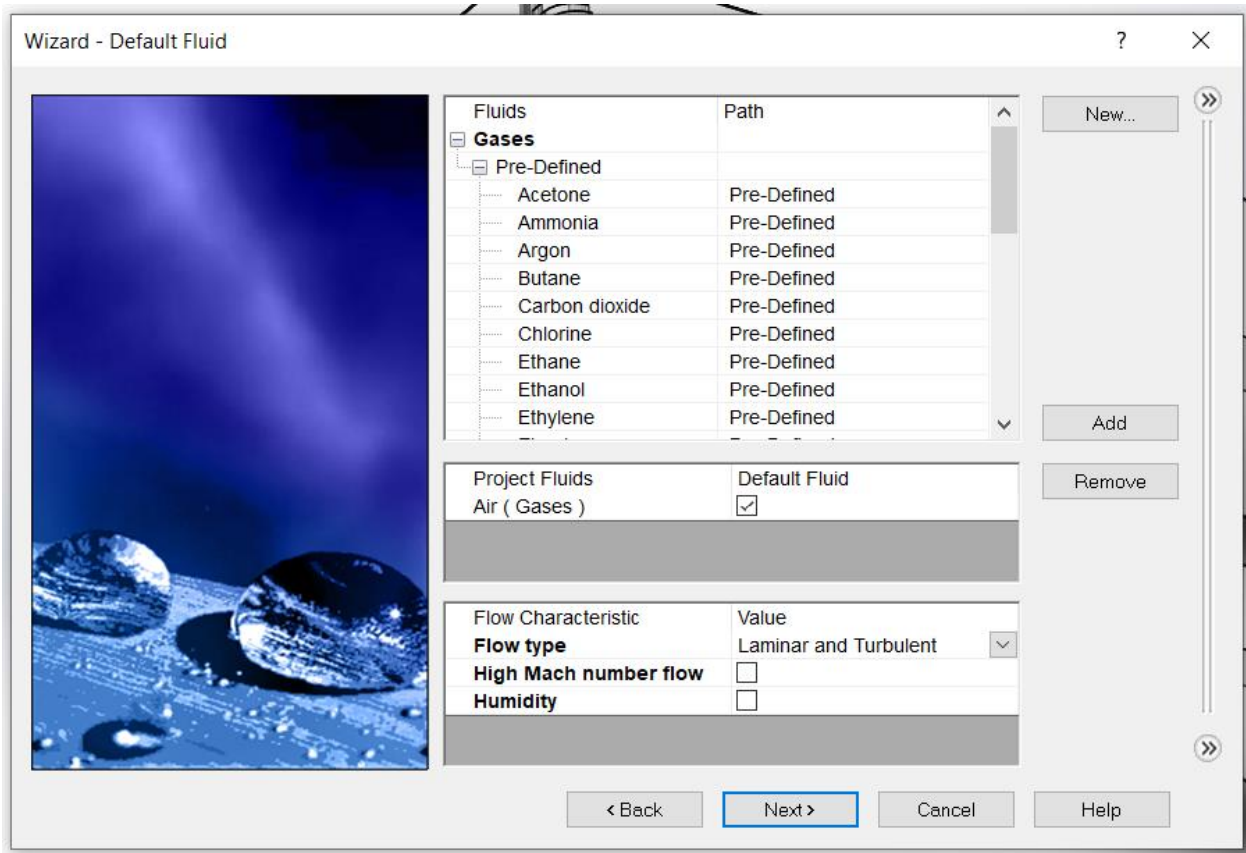 Wizard - Default Fluid ? ✕
Fluids Path
Gases
Pre-Defined
Acetone Pre-Defined
Ammonia Pre-Defined
Argon Pre-Defined
Butane Pre-Defined
Carbon dioxide Pre-Defined
Chlorine Pre-Defined
Ethane Pre-Defined
Ethanol Pre-Defined
Ethylene Pre-Defined
New...
Add
Project Fluids Default Fluid
Air ( Gases )
Remove
Flow Characteristic Value
Flow type Laminar and Turbulent
High Mach number flow
Humidity
< Back Next > Cancel Help